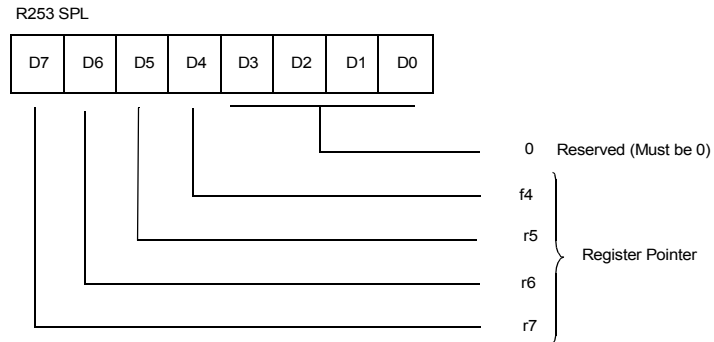 R253 SPL
D7 D6 D5 D4 D3 D2 D1 D0
0 Reserved (Must be 0)
f4
r5
Register Pointer
r6
r7